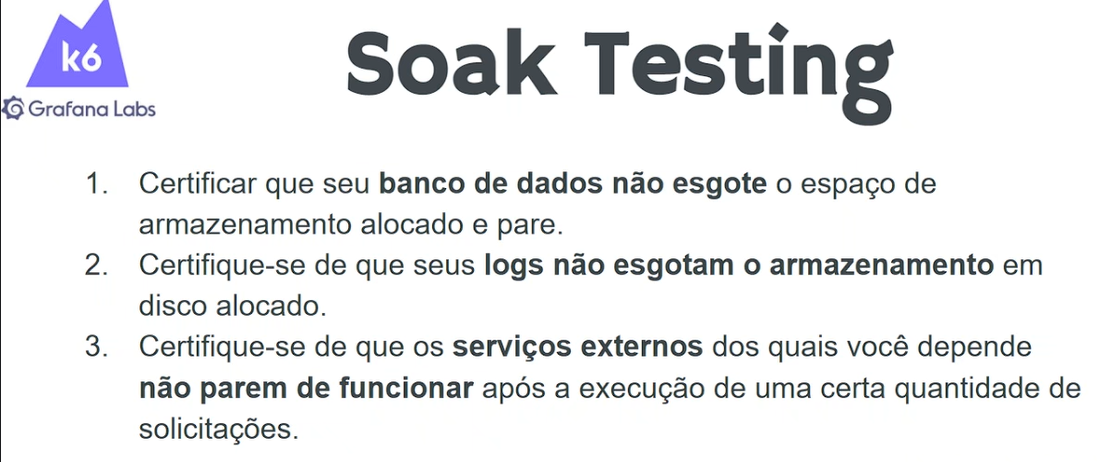 k6
Grafana Labs
Soak Testing
1. Certificar que seu banco de dados não esgote o espaço de
armazenamento alocado e pare.
2. Certifique-se de que seus logs não esgotam o armazenamento em
disco alocado.
3. Certifique-se de que os serviços externos dos quais você depende
não parem de funcionar após a execução de uma certa quantidade de
solicitações.